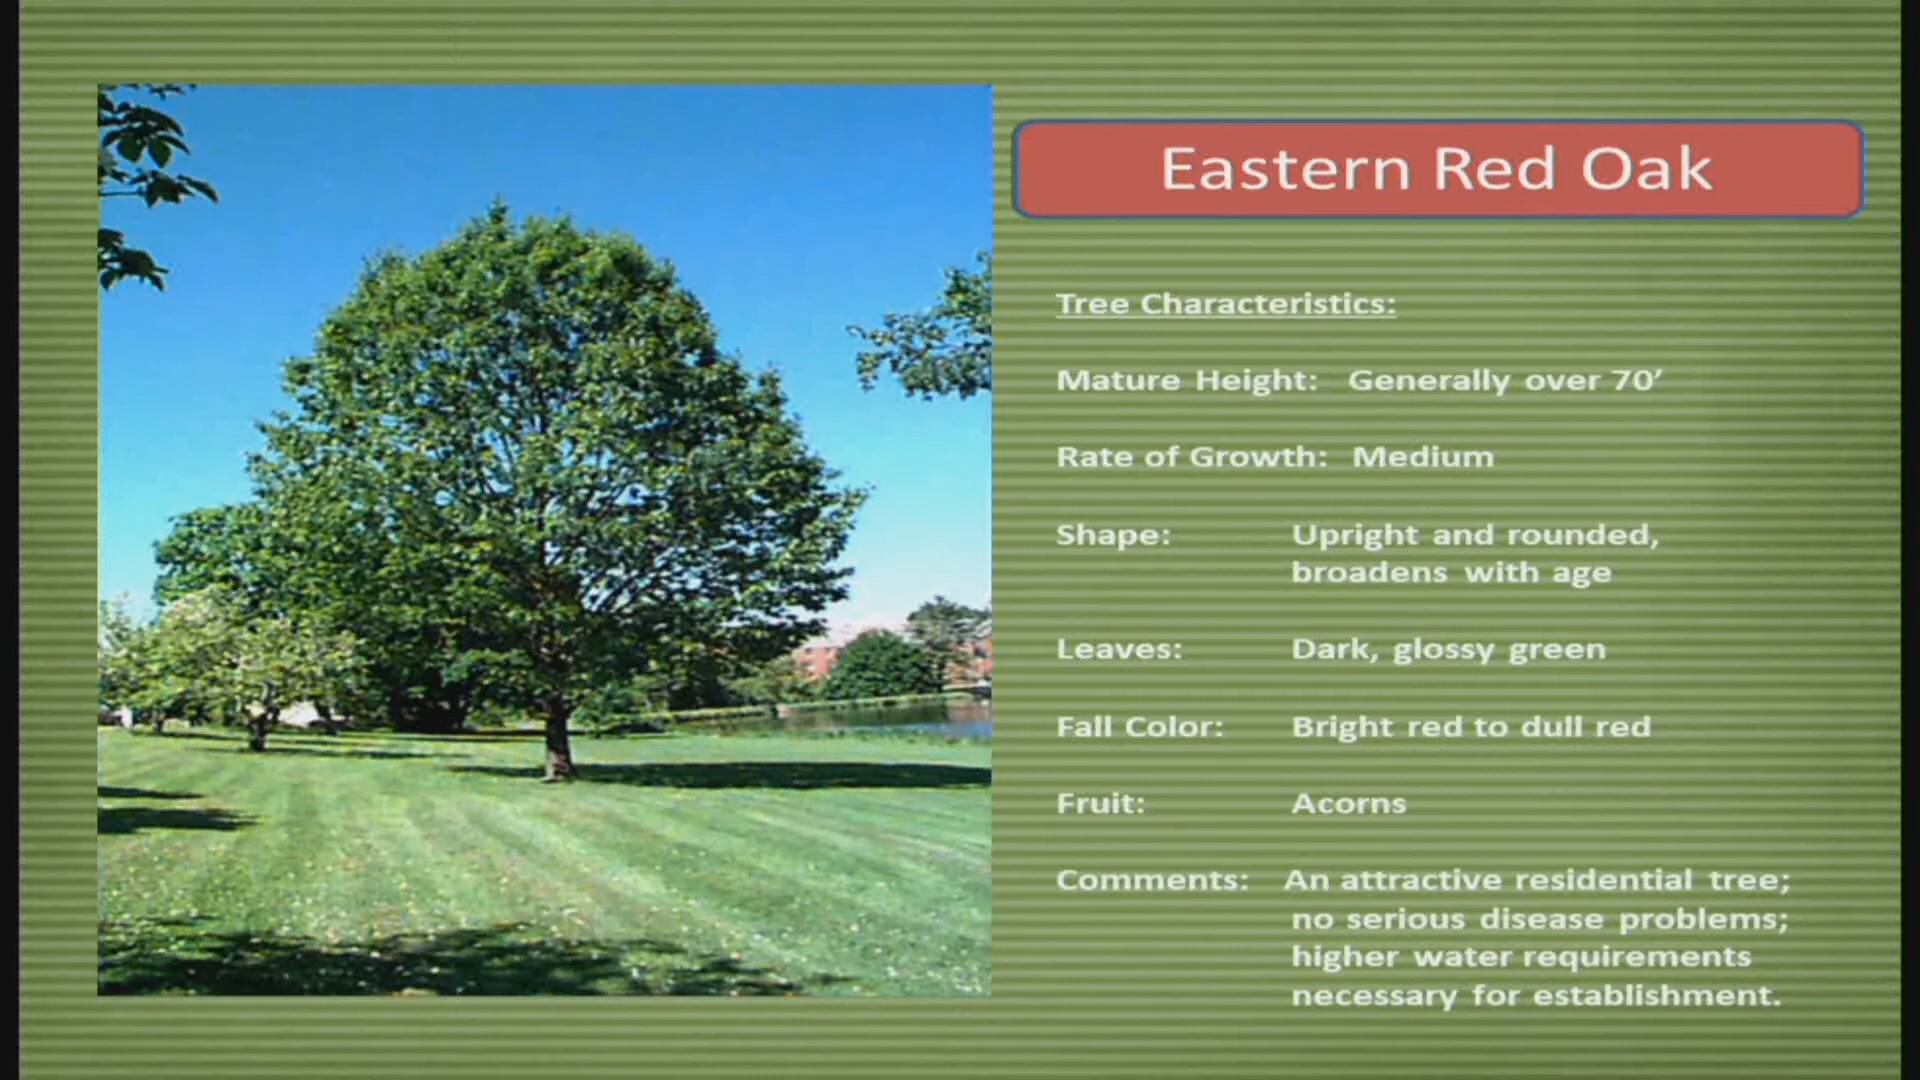 Eastern Red Oak
Tree Characteristics:
Mature Height: Generally over 70’
Rate of Growth: Medium
Shape: Upright and rounded,
broadens with age
Leaves: Dark, glossy green
Fall Color: Bright red to dull red
Fruit: Acorns
Comments: An attractive residential tree;
no serious disease problems;
higher water requirements
necessary for establishment.